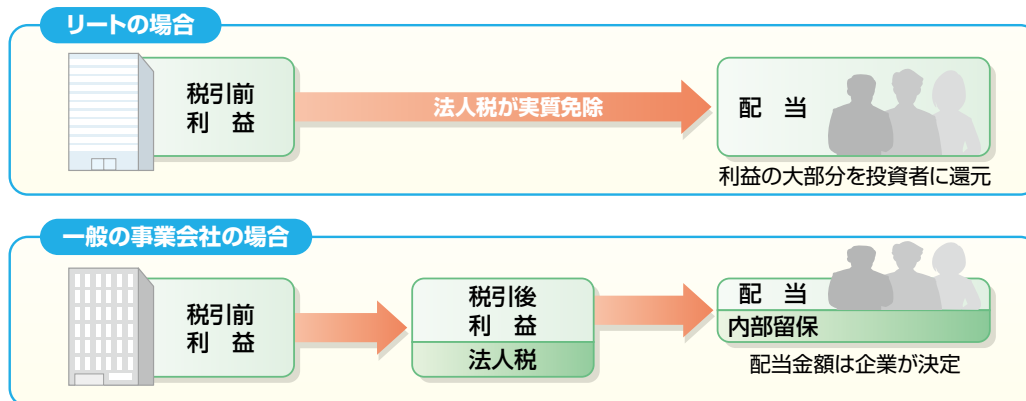 リートの場合
税引前
利 益
法人税が実質免除
配 当
利益の大部分を投資者に還元
一般の事業会社の場合
税引前
利 益
税引後
利 益
法人税
配 当
内部留保
配当金額は企業が決定